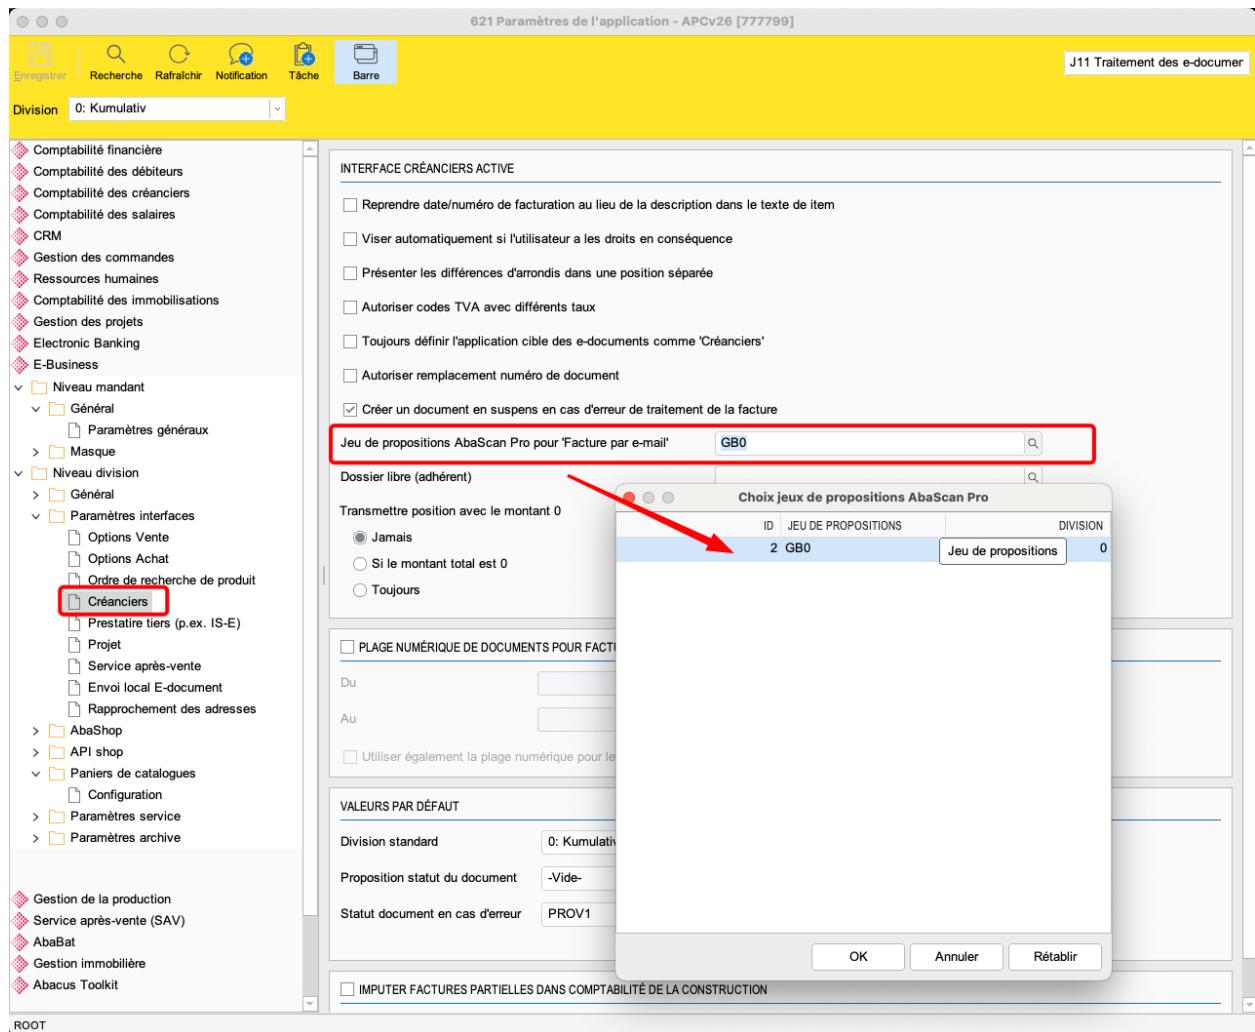 621 Paramètres de l'application - APCv26 [777799]
Enregistrer Recherche Rafraîchir Notification Tâche Barre
J11 Traitement des e-documer
Division 0: Kumulativ
Comptabilité financière
Comptabilité des débiteurs
Comptabilité des créanciers
Comptabilité des salaires
CRM
Gestion des commandes
Ressources humaines
Comptabilité des immobilisations
Gestion des projets
Electronic Banking
E-Business
Niveau mandant
Général
Paramètres généraux
Masque
Niveau division
Général
Paramètres interfaces
Options Vente
Options Achat
Ordre de recherche de produit
Créanciers
Prestatire tiers (p.ex. IS-E)
Projet
Service après-vente
Envoi local E-document
Rapprochement des adresses
AbaShop
API shop
Paniers de catalogues
Configuration
Paramètres service
Paramètres archive
Gestion de la production
Service après-vente (SAV)
AbaBat
Gestion immobilière
Abacus Toolkit
INTERFACE CRÉANCIERS ACTIVE
Reprendre date/numéro de facturation au lieu de la description dans le texte de item
Viser automatiquement si l'utilisateur a les droits en conséquence
Présenter les différences d'arrondis dans une position séparée
Autoriser codes TVA avec différents taux
Toujours définir l'application cible des e-documents comme 'Créanciers'
Autoriser remplacement numéro de document
Créer un document en suspens en cas d'erreur de traitement de la facture
Jeu de propositions AbaScan Pro pour 'Facture par e-mail' GB0
Dossier libre (adhérent)
Transmettre position avec le montant 0
Jamais
Si le montant total est 0
Toujours
PLAGE NUMÉRIQUE DE DOCUMENTS POUR FACTU
Du
Au
Utiliser également la plage numérique pour le
VALEURS PAR DÉFAUT
Division standard 0: Kumulativ
Proposition statut du document -Vide-
Statut document en cas d'erreur PROV1
IMPUTER FACTURES PARTIELLES DANS COMPTABILITÉ DE LA CONSTRUCTION
Choix jeux de propositions AbaScan Pro
ID JEU DE PROPOSITIONS DIVISION
2 GB0 Jeu de propositions 0
OK Annuler Rétablir
ROOT